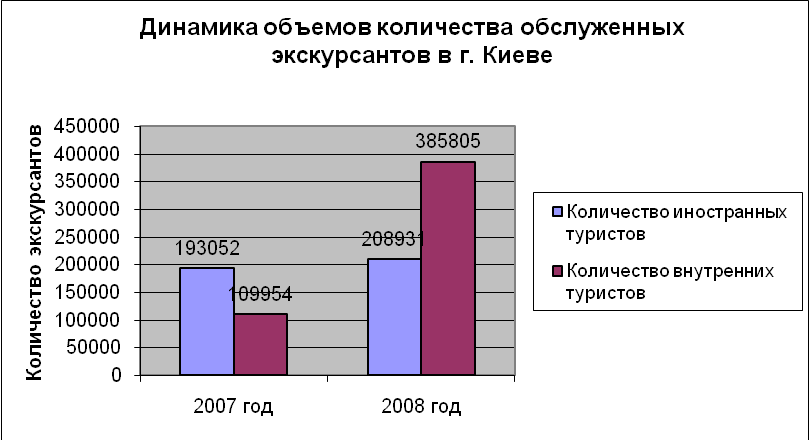 Динамика объемов количества обслуженных
экскурсантов в г. Киеве
Количество экскурсантов
450000
400000
350000
300000
250000
200000
150000
100000
50000
0
193052
109954
208931
385805
2007 год
2008 год
Количество иностранных
туристов
Количество внутренних
туристов